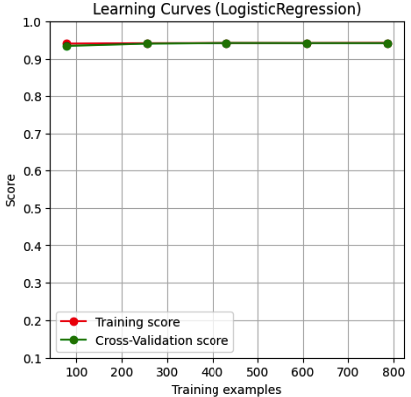 Learning Curves (LogisticRegression)
1.0
0.9
0.8
0.7
0.6
0.5
0.4
0.3
0.2
0.1
Score
Training score
Cross-Validation score
100 200 300 400 500 600 700 800
Training examples